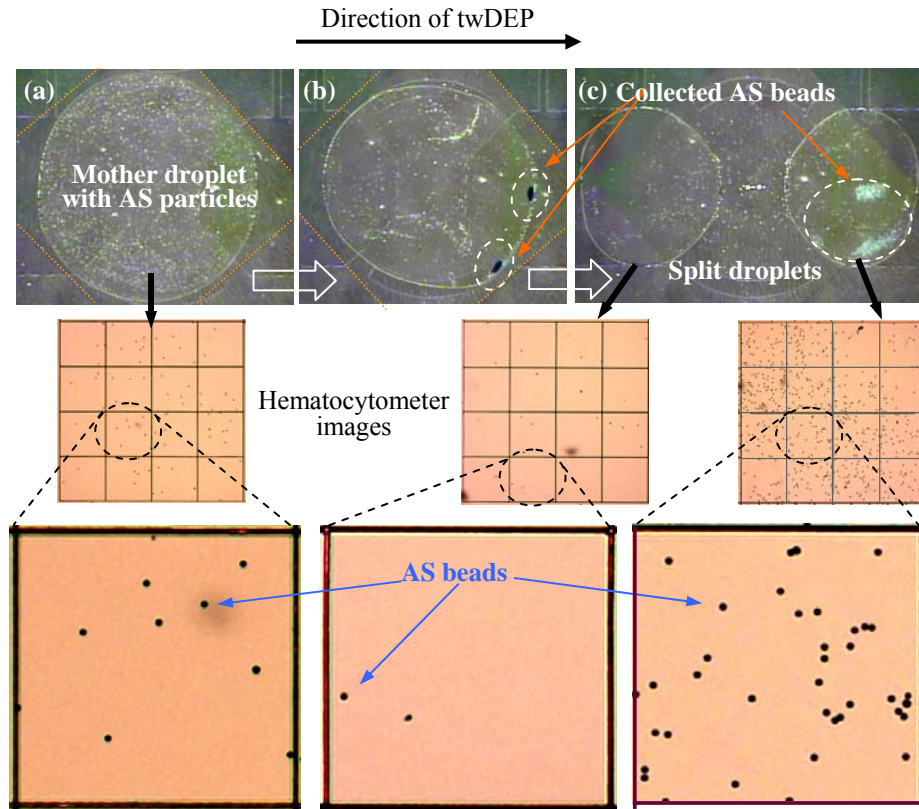 Direction of twDEP
(a)
(b)
(c)
Collected AS beads
Mother droplet
with AS particles
Split droplets
Hematocytometer
images
AS beads